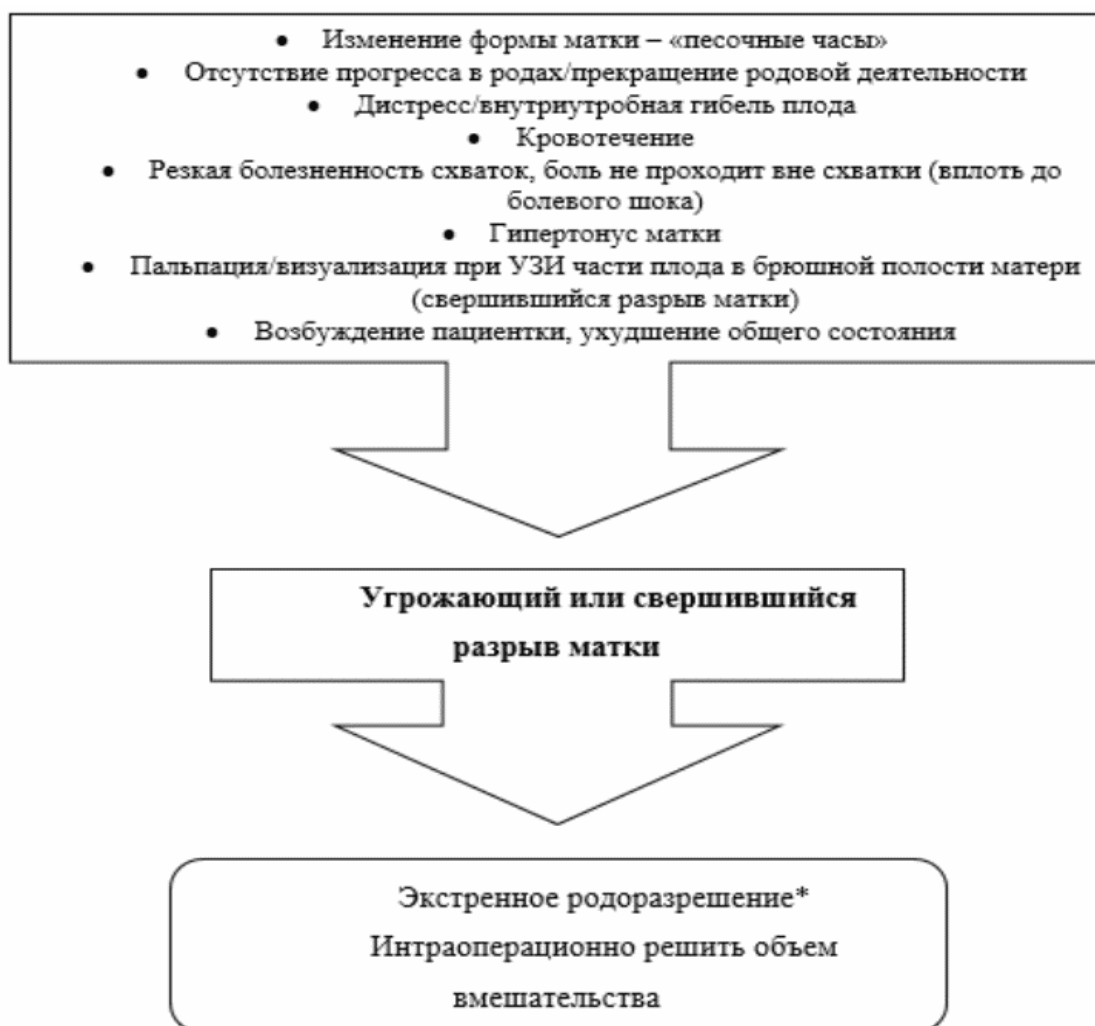 ● Изменение формы матки – «песочные часы»
● Отсутствие прогресса в родах/прекращение родовой деятельности
● Дистресс/внутриутробная гибель плода
● Кровотечение
● Резкая болезненность схваток, боль не проходит вне схватки (вплоть до
болевого шока)
● Гипертонус матки
● Пальпация/визуализация при УЗИ части плода в брюшной полости матери
(свершившийся разрыв матки)
● Возбуждение пациентки, ухудшение общего состояния
Угрожающий или свершившийся
разрыв матки
Экстренное родоразрешение*
Интраоперационно решить объем
вмешательства